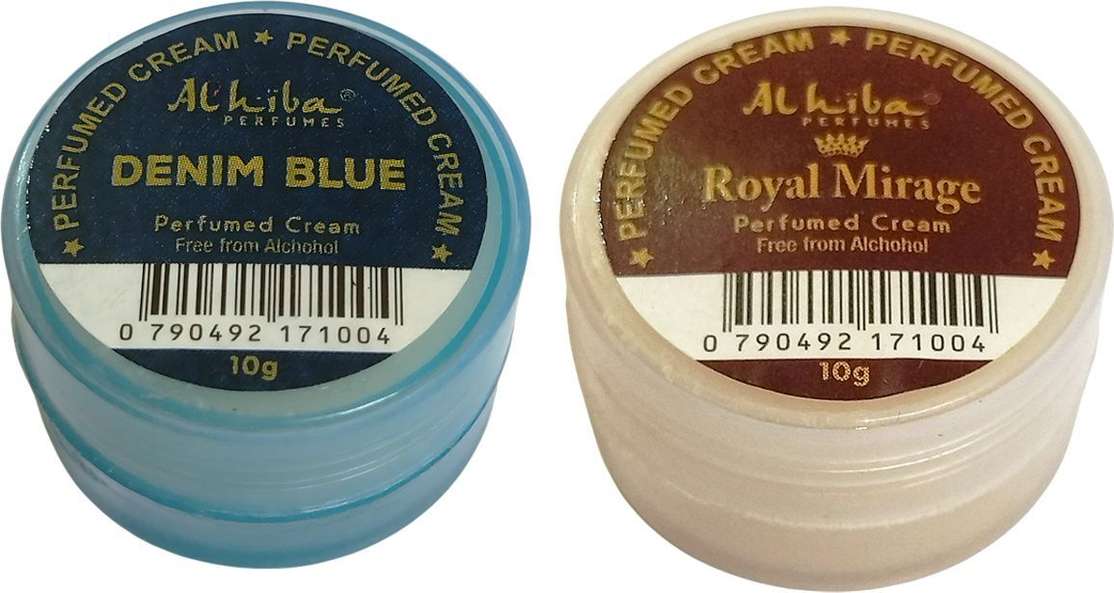 PERFUMED CREAM ★ PERFUMED CREAM
Alhiba®
PERFUMES
DENIM BLUE
Perfumed Cream
Free from Alchohol
0 790492 171004
10g
PERFUMED CREAM ★ PERFUMED CREAM
Alhiba
PERFUMES
Royal Mirage
Perfumed Cream
Free from Alchohol
0 790492 171004
10g